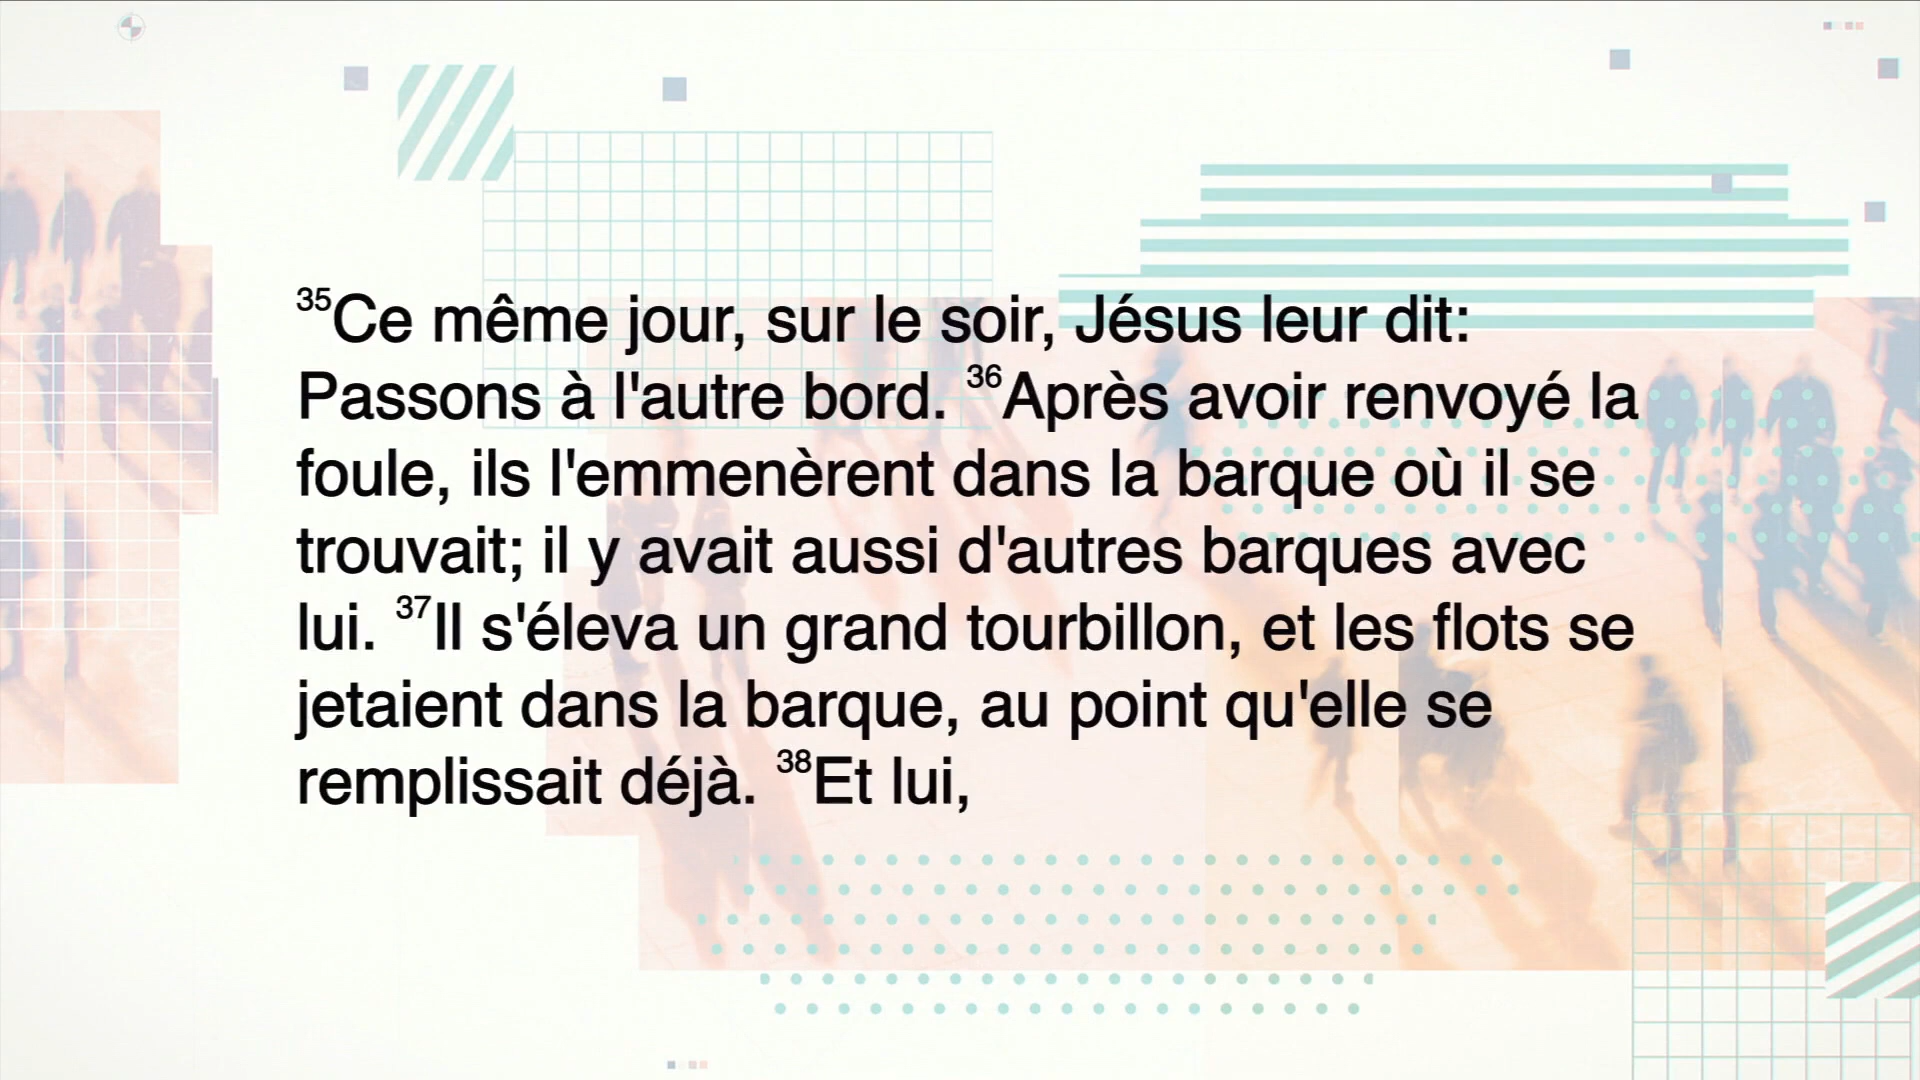 35Ce même jour, sur le soir, Jésus leur dit:
Passons à l'autre bord. 36Après avoir renvoyé la
foule, ils l'emmenèrent dans la barque où il se
trouvait; il y avait aussi d'autres barques avec
lui. 37Il s'éleva un grand tourbillon, et les flots se
jetaient dans la barque, au point qu'elle se
remplissait déjà. 38Et lui,